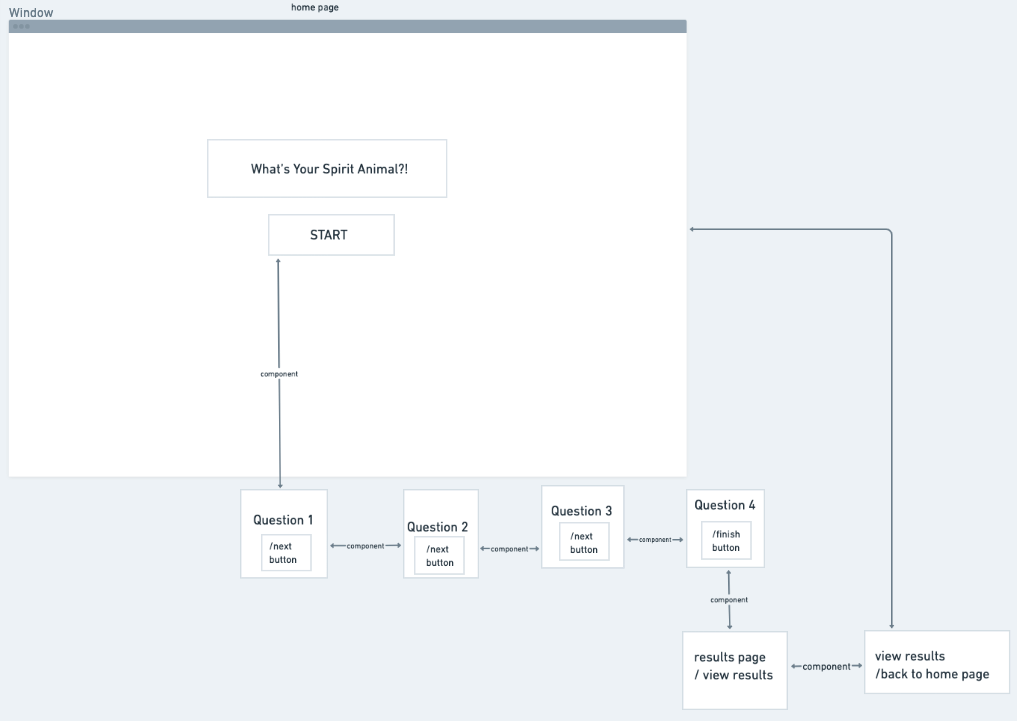 home page
Window
What's Your Spirit Animal?!
START
component
Question 1
/next
button
component
Question 2
/next
button
component
Question 3
/next
button
component
Question 4
/finish
button
component
results page
/ view results
component
view results
/back to home page